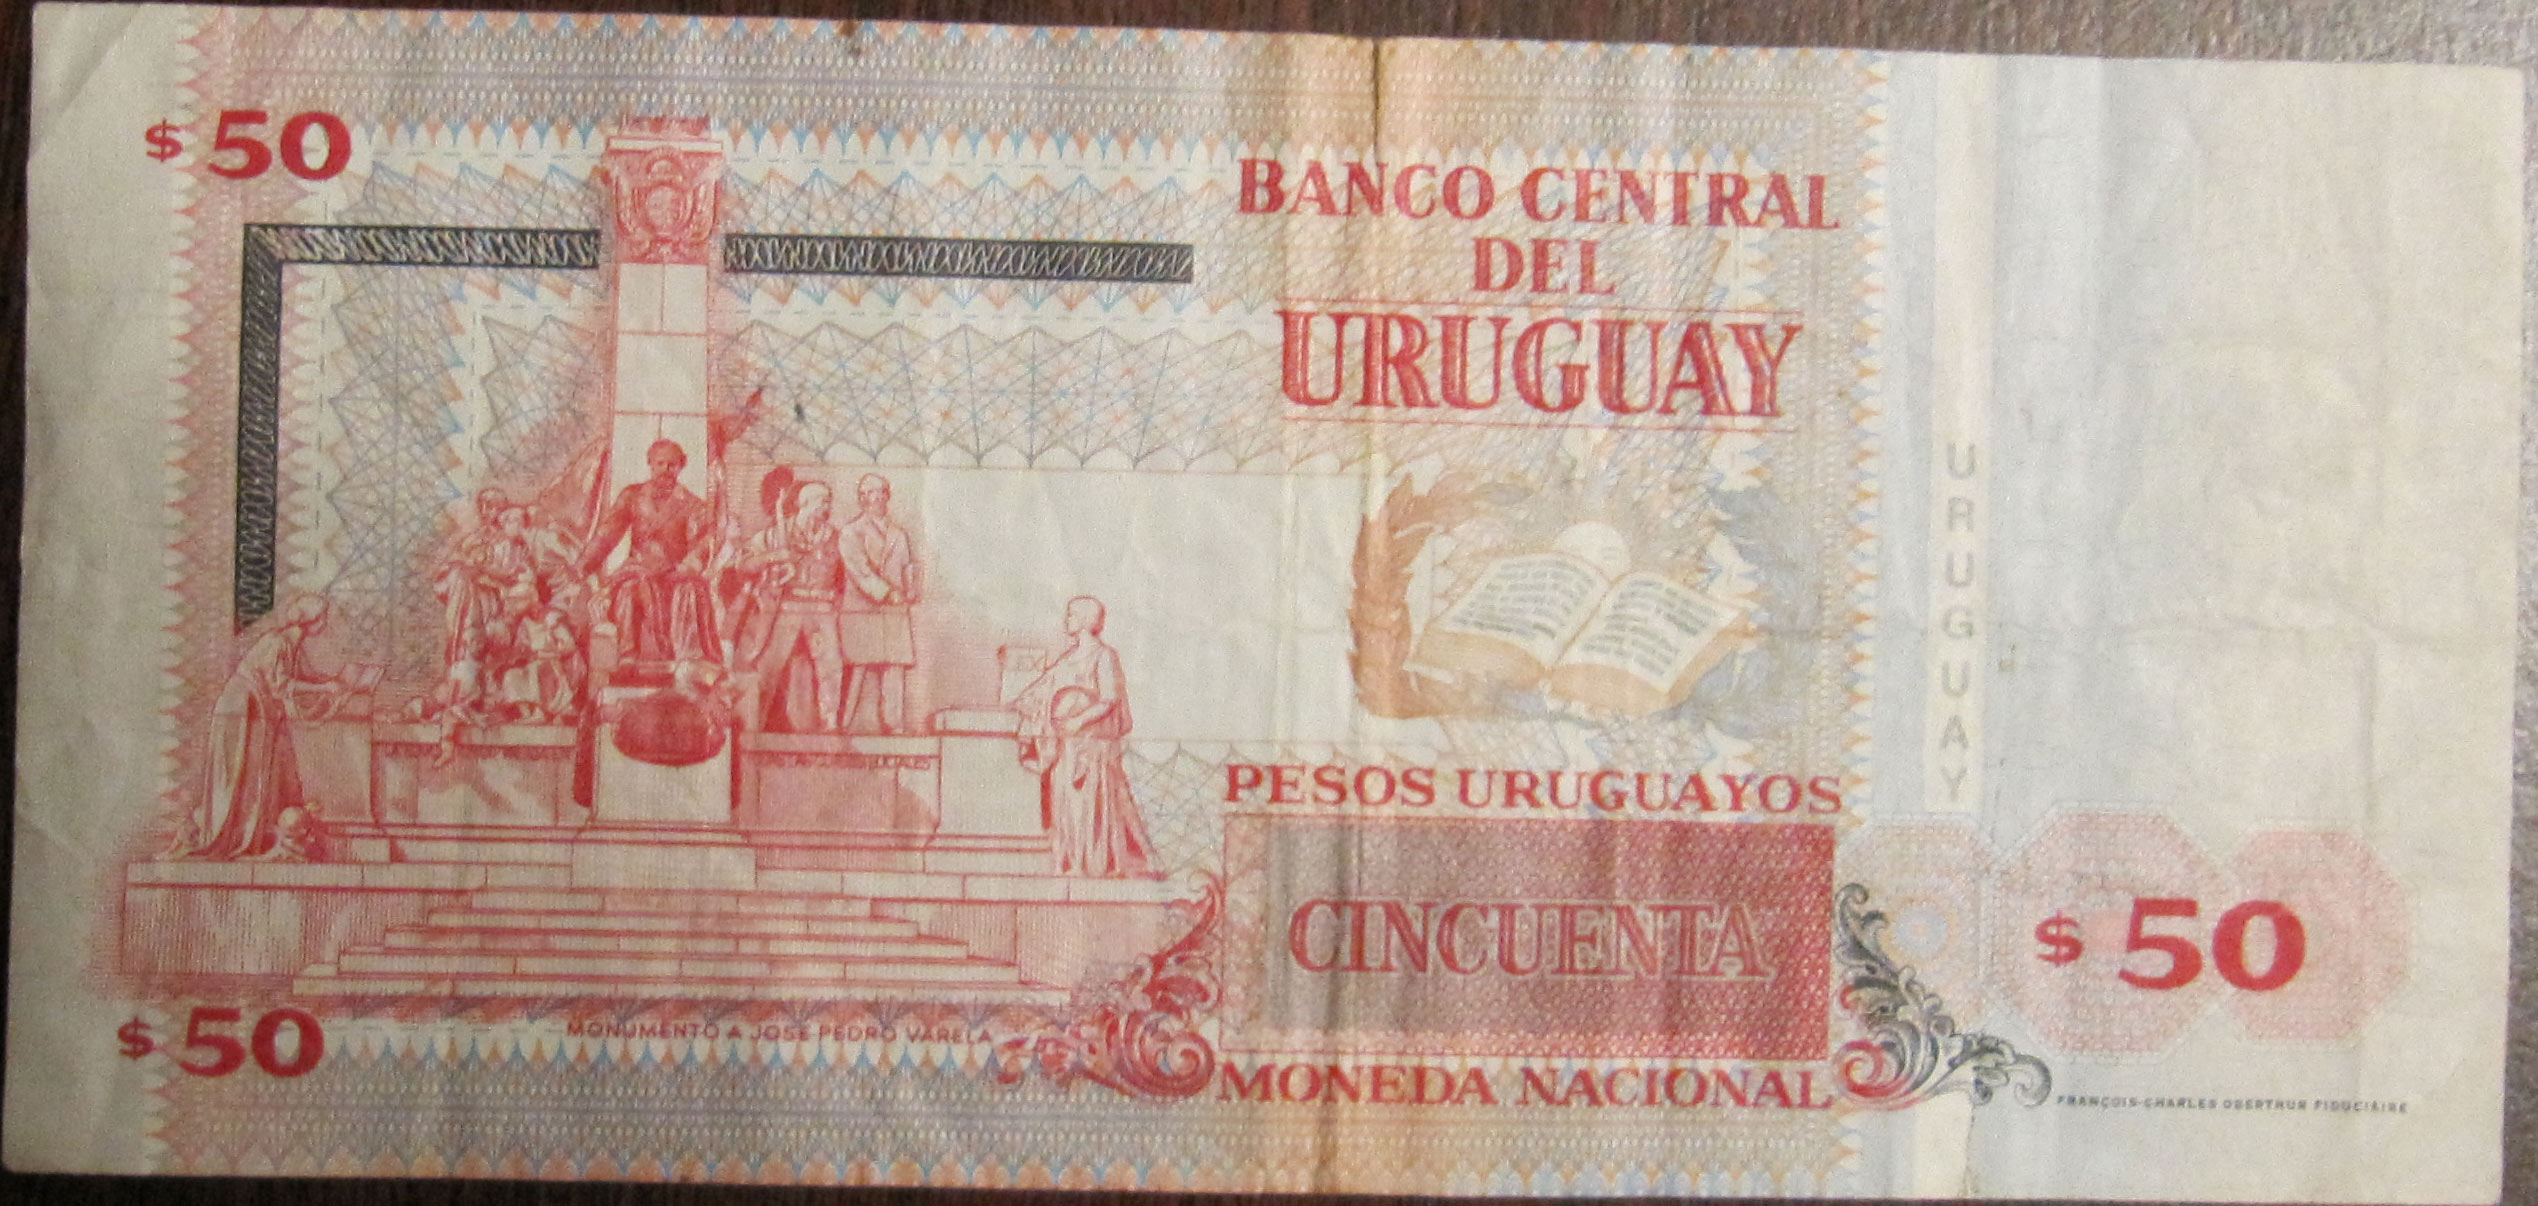 $ 50
BANCO CENTRAL
DEL
URUGUAY
URUGUAY
PESOS URUGUAYOS
CINCUENTA
$ 50
$ 50
MONUMENTO A JOSE PEDRO VARELA
MONEDA NACIONAL
FRANÇOIS-CHARLES OBERTHUR FIDUCIAIRE